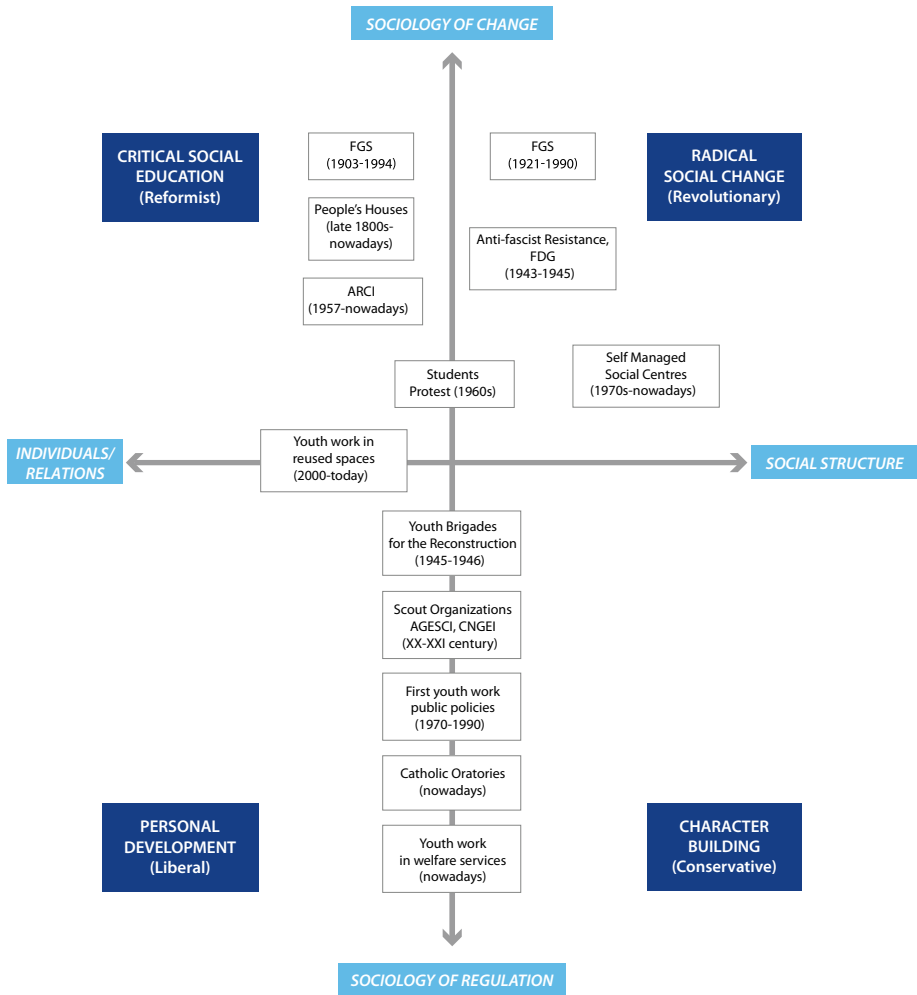 SOCIOLOGY OF CHANGE
CRITICAL SOCIAL
EDUCATION
(Reformist)
FGS
(1903-1994)
FGS
(1921-1990)
RADICAL
SOCIAL CHANGE
(Revolutionary)
People's Houses
(late 1800s-
nowadays)
Anti-fascist Resistance,
FDG
(1943-1945)
ARCI
(1957-nowadays)
Students
Protest (1960s)
Self Managed
Social Centres
(1970s-nowadays)
INDIVIDUALS/
RELATIONS
Youth work in
reused spaces
(2000-today)
SOCIAL STRUCTURE
Youth Brigades
for the Reconstruction
(1945-1946)
Scout Organizations
AGESCI, CNGEI
(XX-XXI century)
First youth work
public policies
(1970-1990)
Catholic Oratories
(nowadays)
PERSONAL
DEVELOPMENT
(Liberal)
Youth work
in welfare services
(nowadays)
CHARACTER
BUILDING
(Conservative)
SOCIOLOGY OF REGULATION